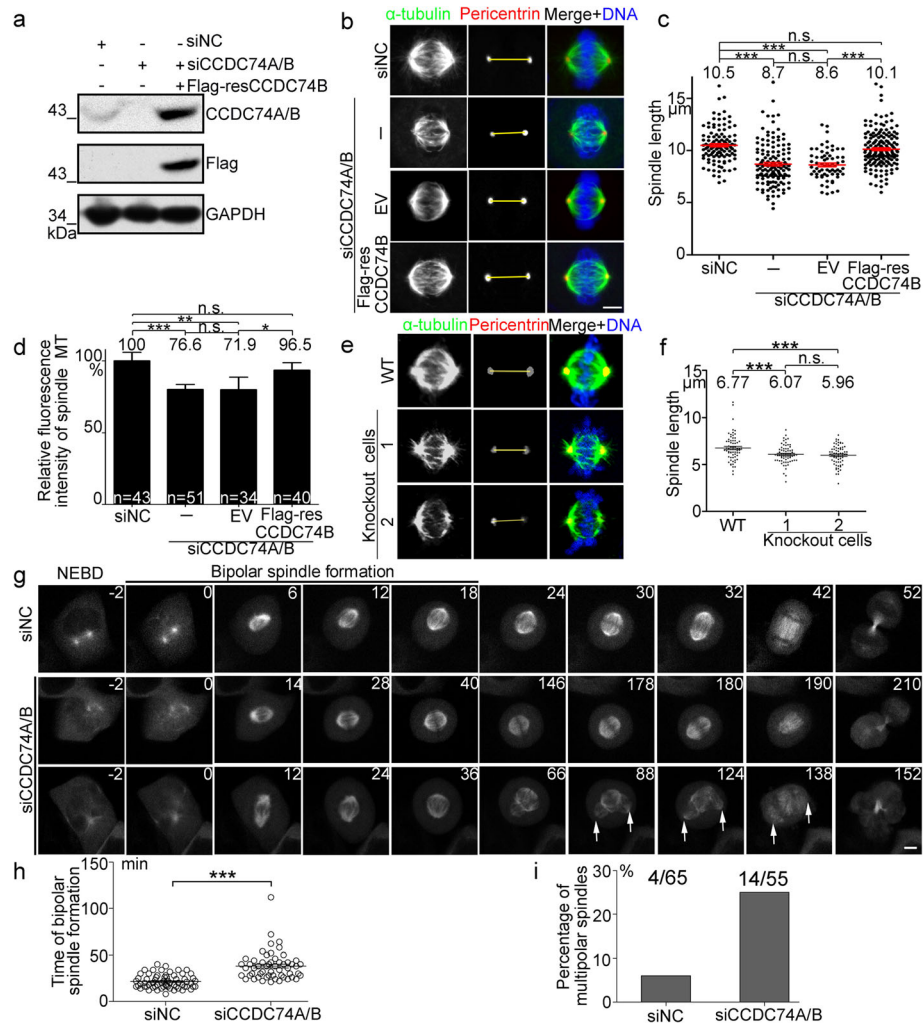 a
+ - - siNC
- + + siCCDC74A/B
- - + Flag-resCCDC74B
43 CCDC74A/B
43 Flag
34 GAPDH
kDa
b
α-tubulin Pericentrin Merge+DNA
siNC
—
EV
Flag-res
CCDC74B
siCCDC74A/B
c
n.s.
***
*** n.s. ***
10.5 8.7 8.6 10.1
μm
Spindle length
15
10
5
0
siNC — EV Flag-res
CCDC74B
siCCDC74A/B
d
n.s.
**
*** n.s. *
100 76.6 71.9 96.5
%
Relative fluorescence
intensity of spindle MT
100
50
0
n=43 n=51 n=34 n=40
siNC — EV Flag-res
CCDC74B
siCCDC74A/B
e
α-tubulin Pericentrin Merge+DNA
WT
1
2
Knockout cells
f
***
*** n.s.
μm 6.77 6.07 5.96
Spindle length
15
10
5
0
WT 1 2
Knockout cells
g
NEBD Bipolar spindle formation
siNC
-2 0 6 12 18 24 30 32 42 52
siCCDC74A/B
-2 0 14 28 40 146 178 180 190 210
-2 0 12 24 36 66 88 124 138 152
h
min
***
Time of bipolar
spindle formation
150
100
50
0
siNC siCCDC74A/B
i
% 4/65 14/55
Percentage of
multipolar spindles
30
20
10
0
siNC siCCDC74A/B